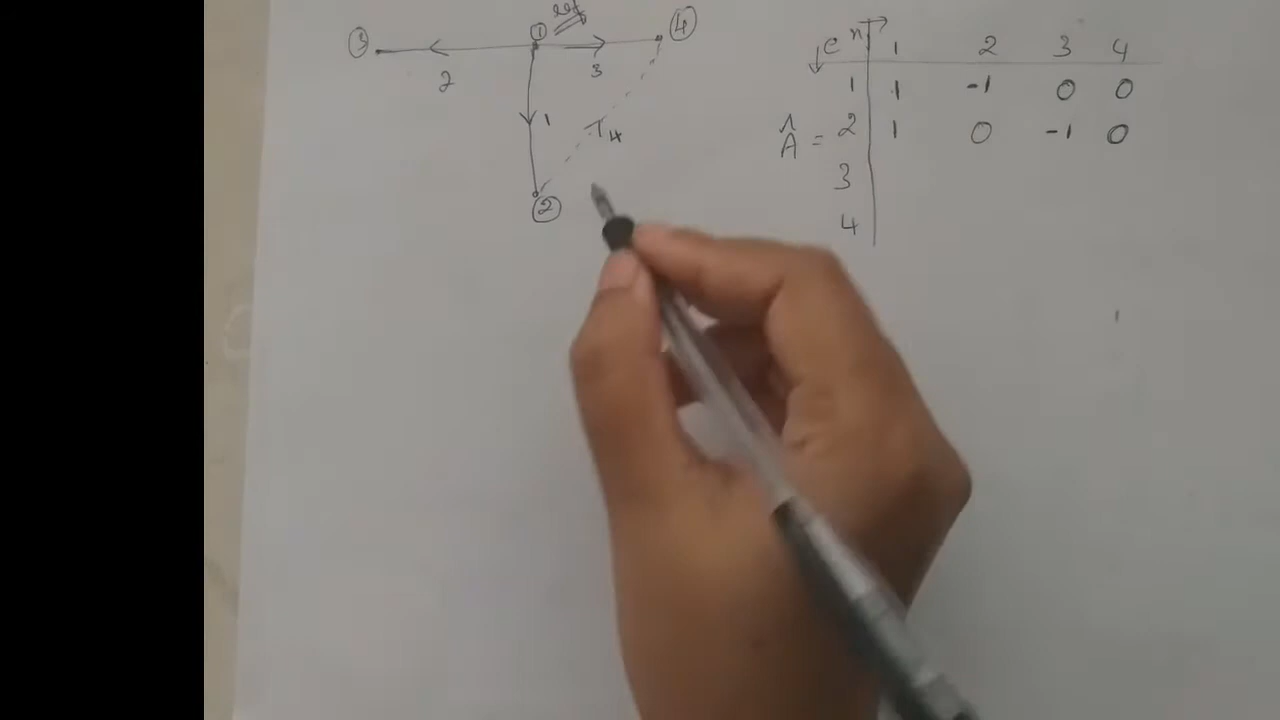 ③ ① ref ④
2 3
1
4
②
e n 1 2 3 4
1 1 -1 0 0
Â = 2 1 0 -1 0
3
4